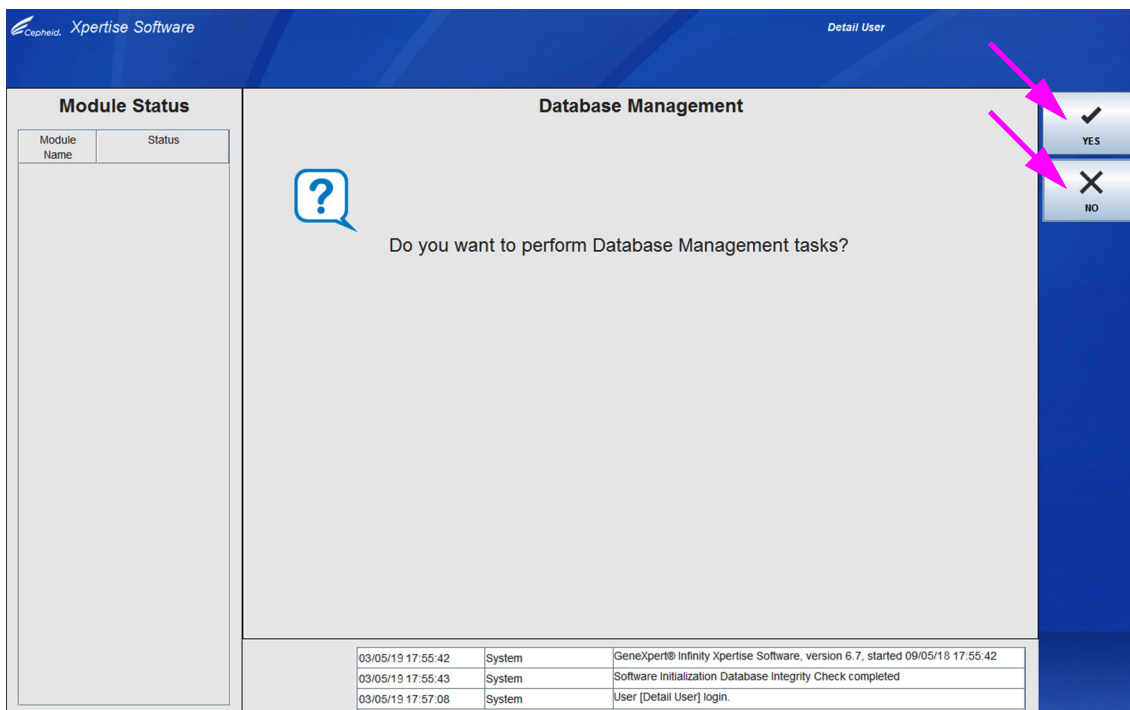 Cepheid. Xpertise Software
Detail User
Module Status
Module Name
Status
Database Management
?
Do you want to perform Database Management tasks?
YES
NO
03/05/19 17:55:42 System GeneXpert® Infinity Xpertise Software, version 6.7, started 09/05/18 17:55:42
03/05/19 17:55:43 System Software Initialization Database Integrity Check completed
03/05/19 17:57:08 System User [Detail User] login.